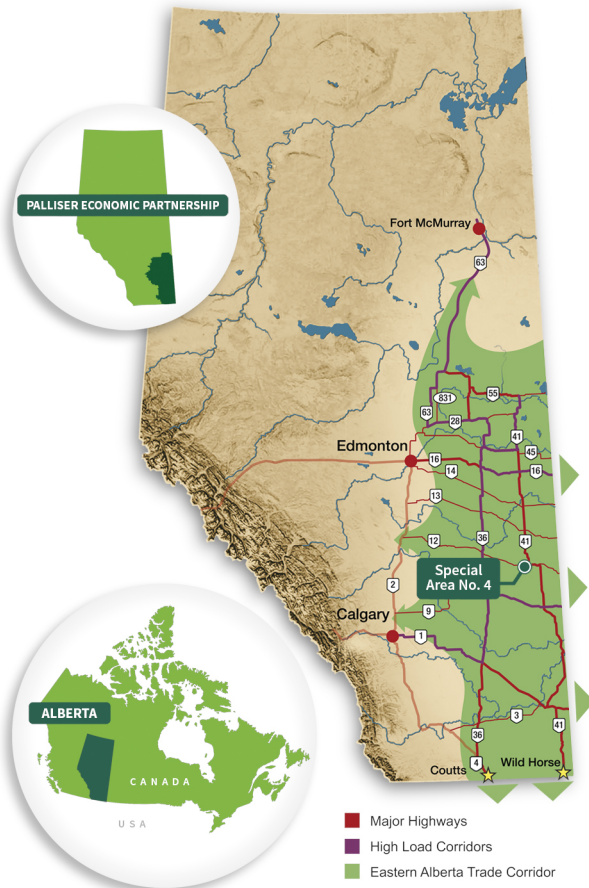 PALLISER ECONOMIC PARTNERSHIP
Fort McMurray
63
55
831
63
28
41
Edmonton
45
16
16
14
13
36
12
41
Special
Area No. 4
2
Calgary
9
1
3
41
36
4
Coutts
Wild Horse
ALBERTA
CANADA
USA
Major Highways
High Load Corridors
Eastern Alberta Trade Corridor